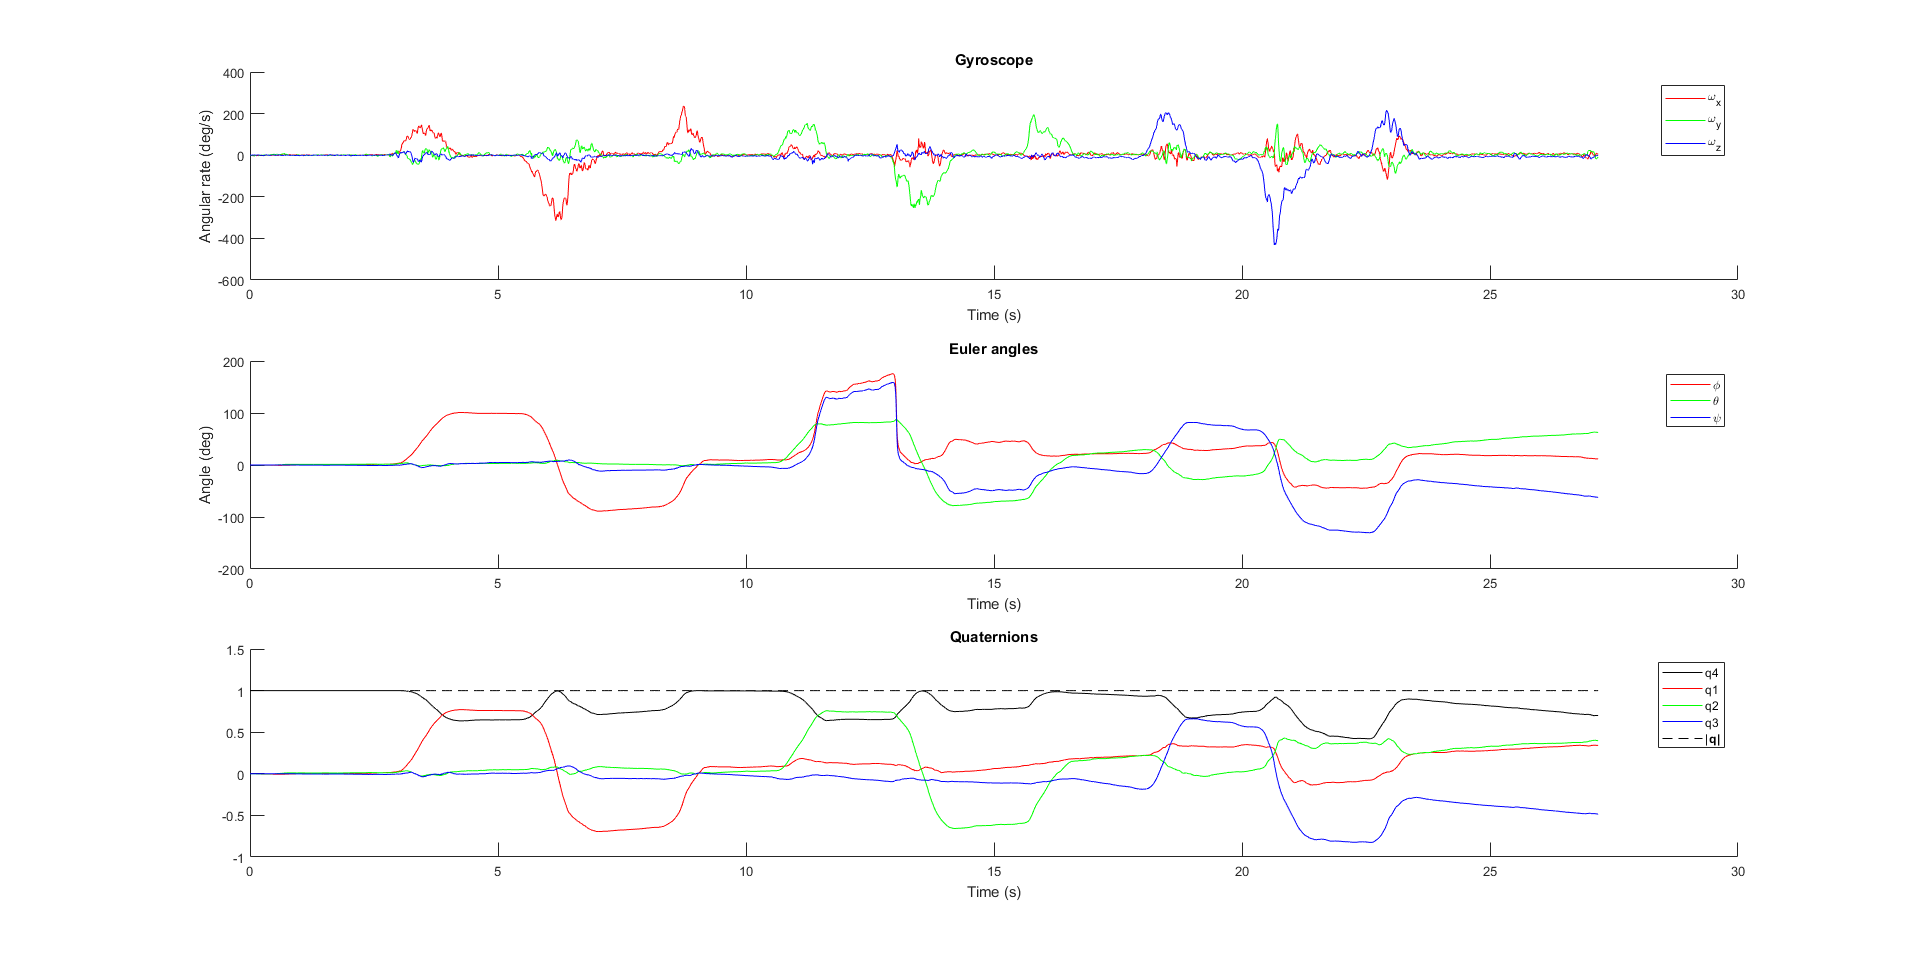 Gyroscope
400
200
0
-200
-400
-600
Angular rate (deg/s)
0 5 10 15 20 25 30
Time (s)
ωx
ωy
ωz
Euler angles
200
100
0
-100
-200
Angle (deg)
0 5 10 15 20 25 30
Time (s)
ϕ
θ
ψ
Quaternions
1.5
1
0.5
0
-0.5
-1
0 5 10 15 20 25 30
Time (s)
q4
q1
q2
q3
|q|